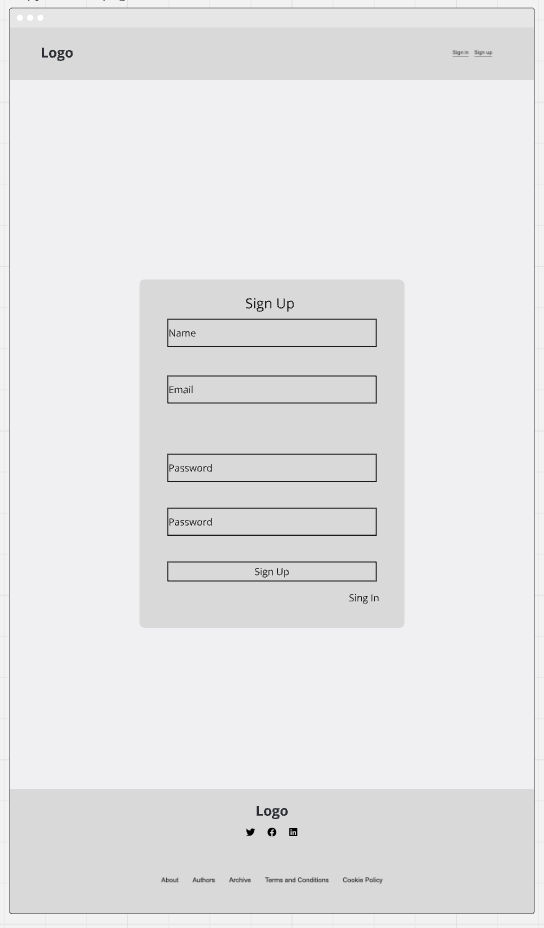 Logo
Sign in Sign up
Sign Up
Name
Email
Password
Password
Sign Up
Sing In
Logo
About Authors Archive Terms and Conditions Cookie Policy